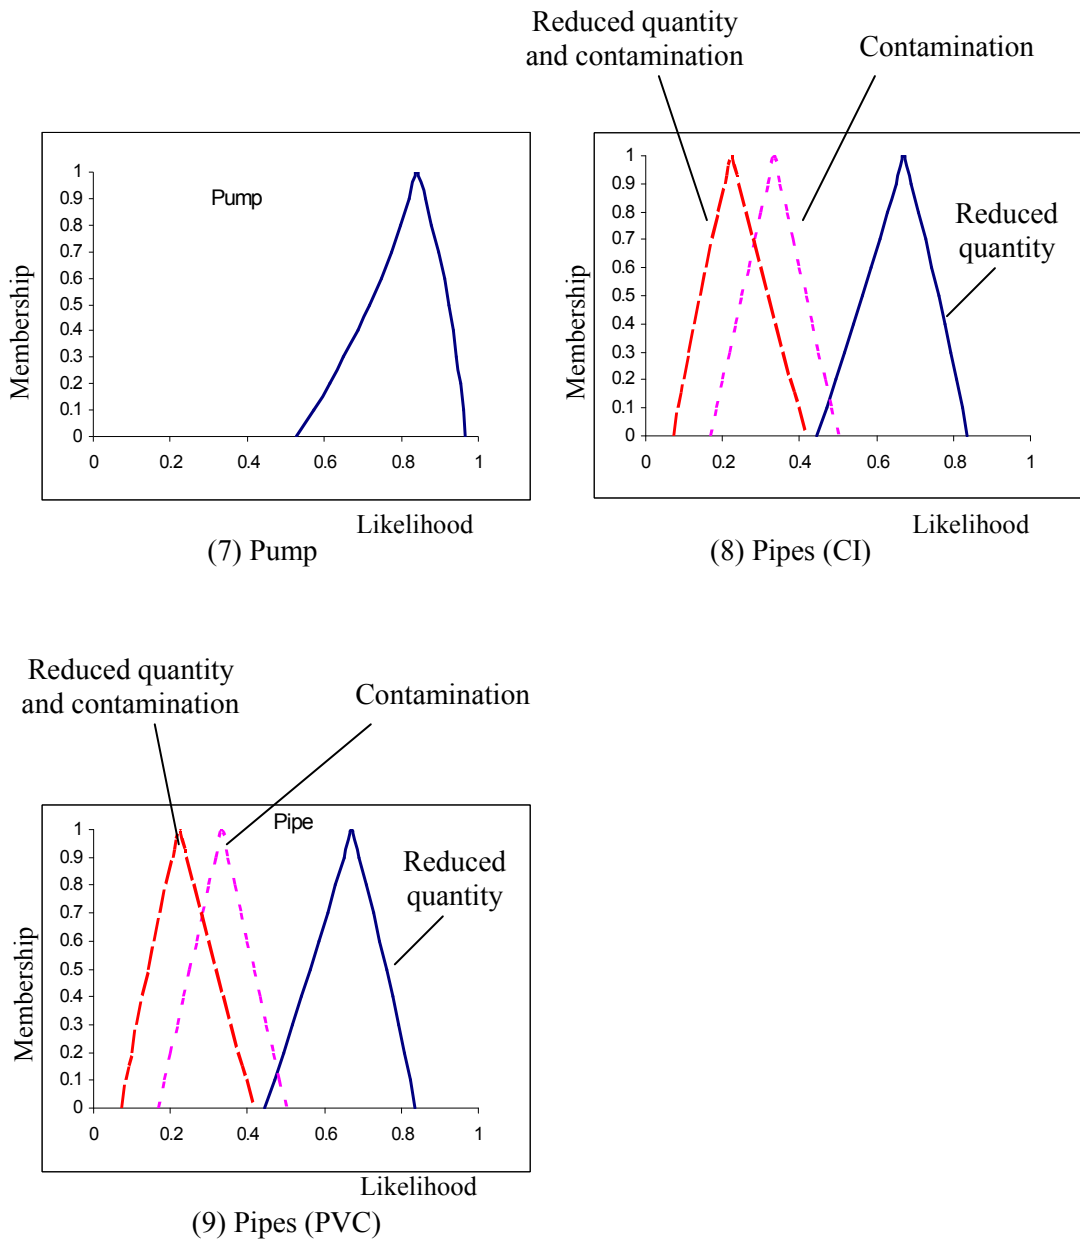 Reduced quantity
and contamination
Contamination
1
0.9
0.8
0.7
0.6
0.5
0.4
0.3
0.2
0.1
0
Pump
Membership
0 0.2 0.4 0.6 0.8 1
Likelihood
(7) Pump
1
0.9
0.8
0.7
0.6
0.5
0.4
0.3
0.2
0.1
0
Reduced
quantity
Membership
0 0.2 0.4 0.6 0.8 1
Likelihood
(8) Pipes (CI)
Reduced quantity
and contamination
Contamination
Pipe
1
0.9
0.8
0.7
0.6
0.5
0.4
0.3
0.2
0.1
0
Reduced
quantity
Membership
0 0.2 0.4 0.6 0.8 1
Likelihood
(9) Pipes (PVC)